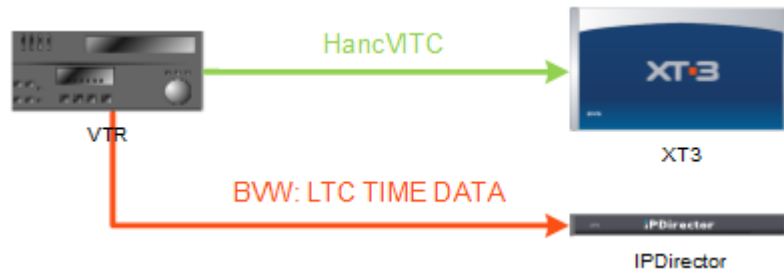 HancVITC
XT3
VTR
XT3
BVW: LTC TIME DATA
iPDirector
IPDirector